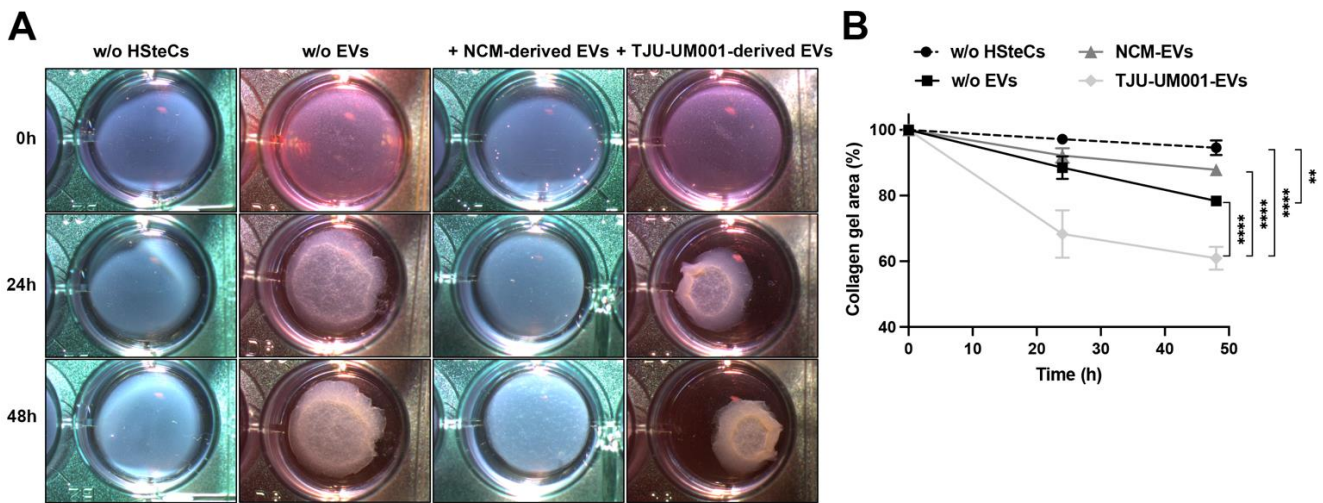 A
w/o HSteCs
w/o EVs
+ NCM-derived EVs
+ TJU-UM001-derived EVs
0h
24h
48h
B
w/o HSteCs
NCM-EVs
w/o EVs
TJU-UM001-EVs
Collagen gel area (%)
100
80
60
40
0
10
20
30
40
50
Time (h)
****
****
****
**